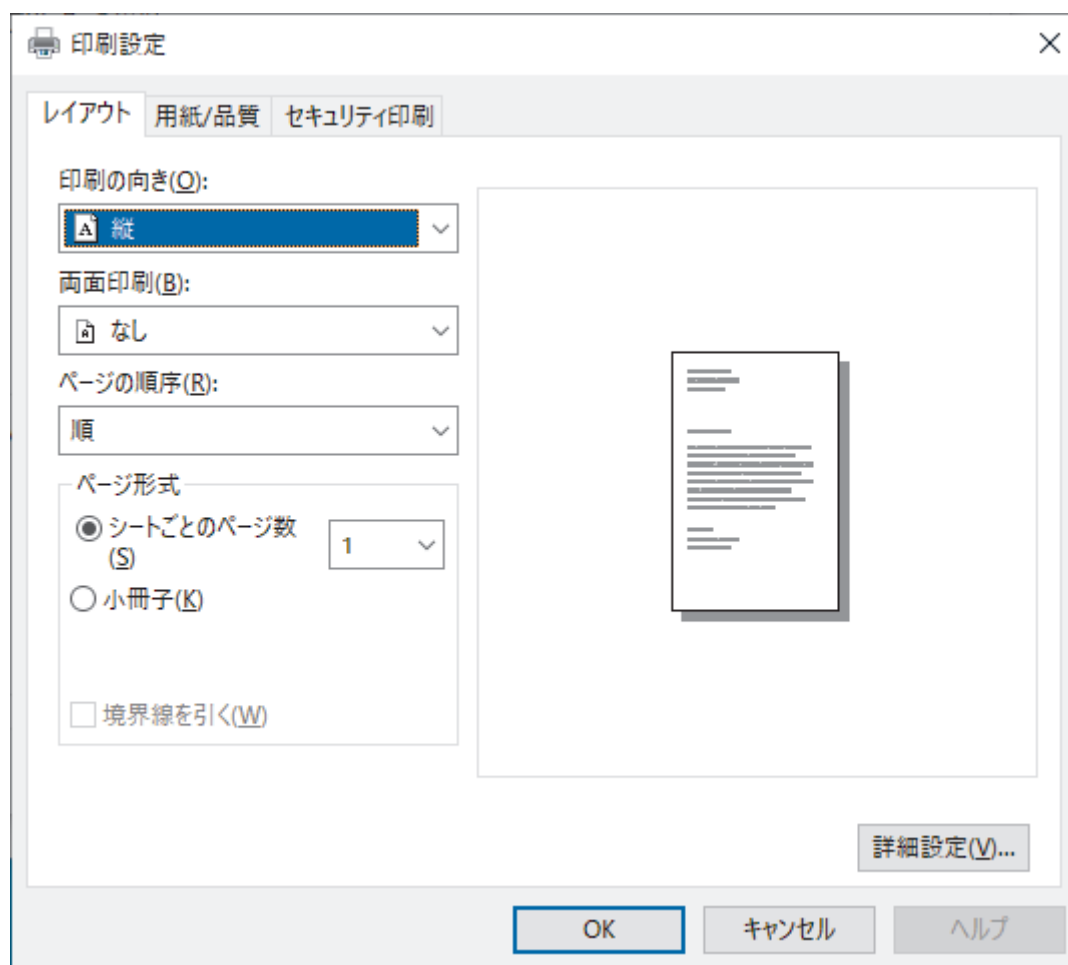 印刷設定
レイアウト 用紙/品質 セキュリティ印刷
印刷の向き(O):
縦
両面印刷(B):
なし
ページの順序(R):
順
ページ形式
シートごとのページ数
(S)
1
小冊子(K)
境界線を引く(W)
詳細設定(V)...
OK キャンセル ヘルプ